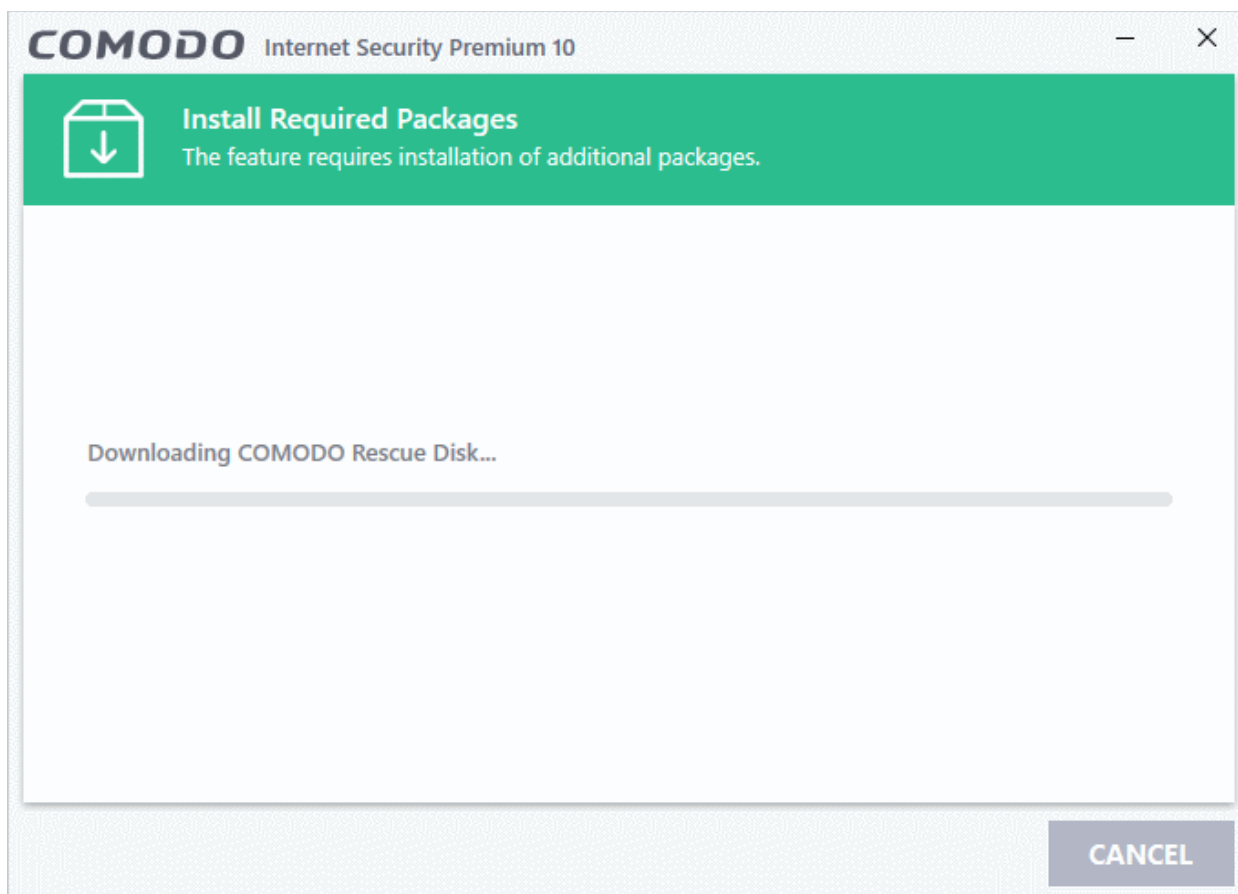 COMODO Internet Security Premium 10
Install Required Packages
The feature requires installation of additional packages.
Downloading COMODO Rescue Disk...
CANCEL